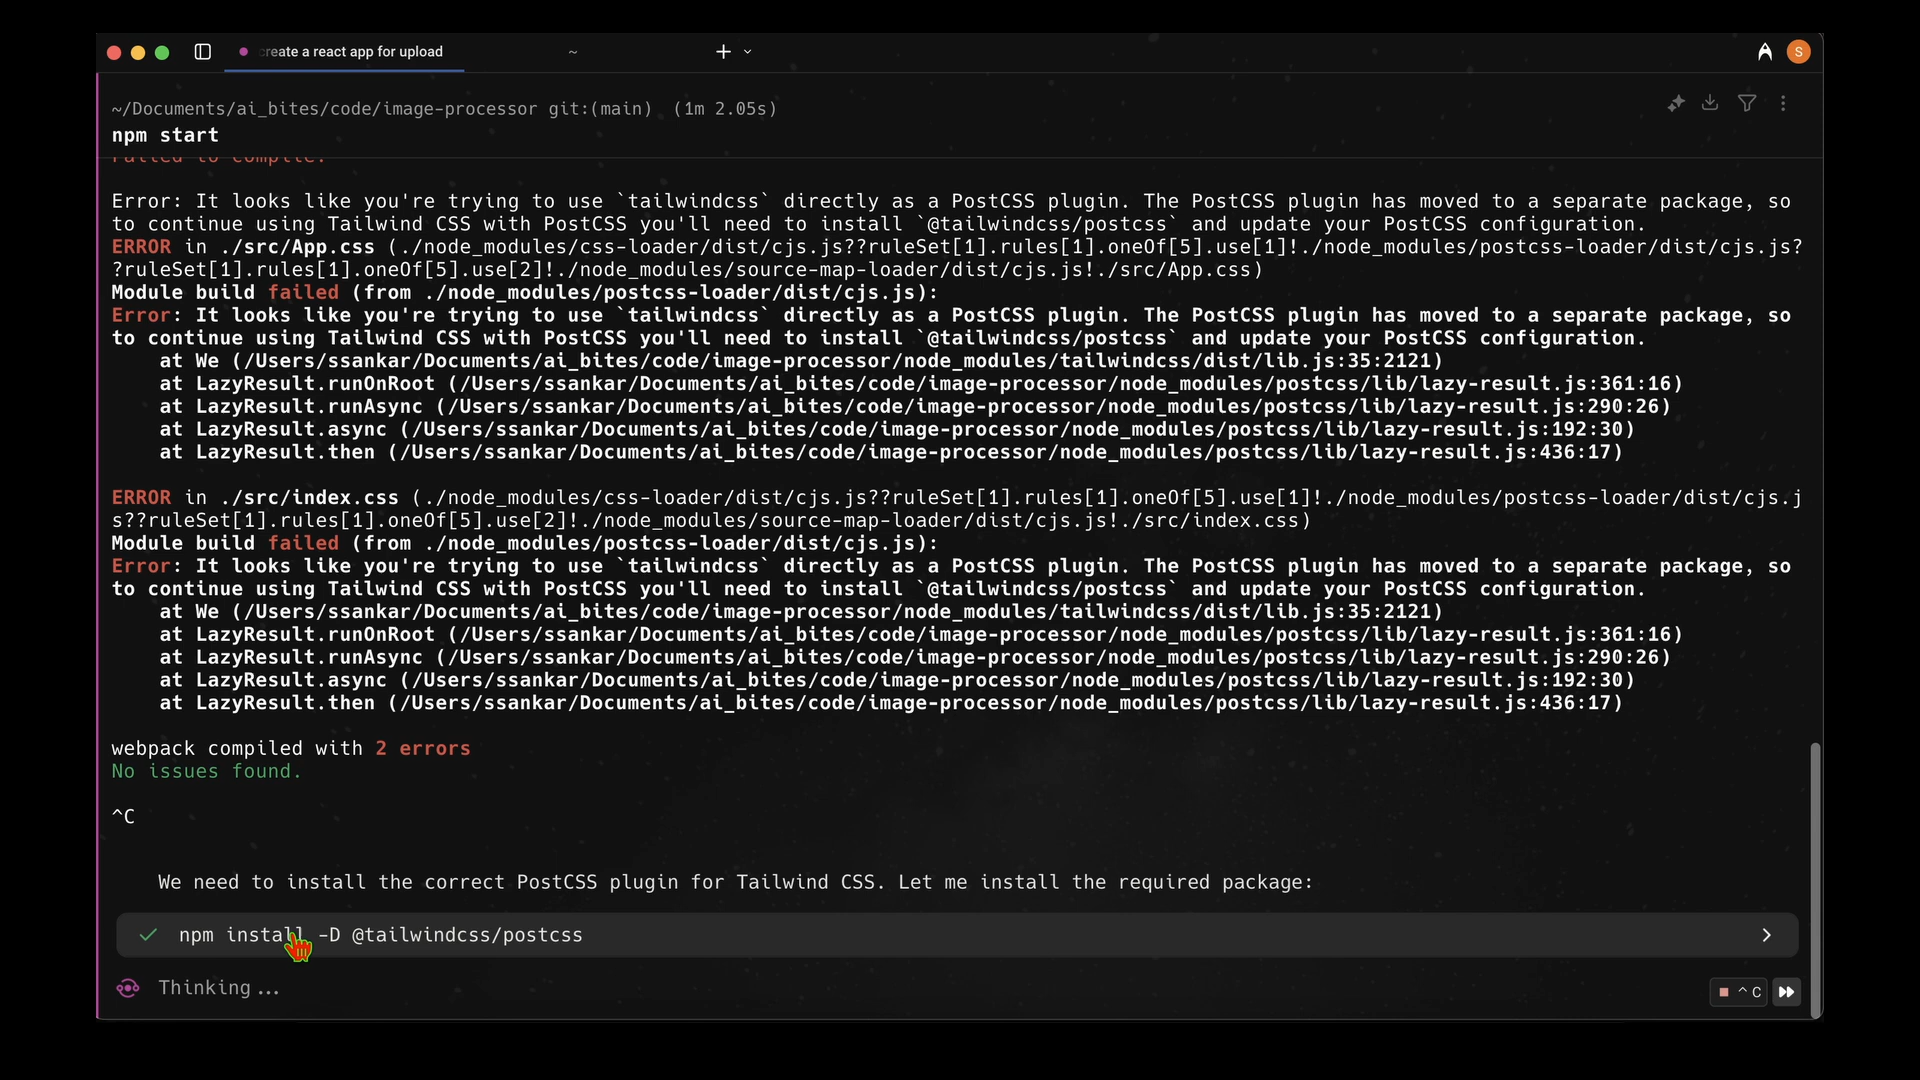 create a react app for upload
~
S
~/Documents/ai_bites/code/image-processor git:(main) (1m 2.05s)
npm start
Failed to compile.
Error: It looks like you're trying to use `tailwindcss` directly as a PostCSS plugin. The PostCSS plugin has moved to a separate package, so
to continue using Tailwind CSS with PostCSS you'll need to install `@tailwindcss/postcss` and update your PostCSS configuration.
ERROR in ./src/App.css (./node_modules/css-loader/dist/cjs.js??ruleSet[1].rules[1].oneOf[5].use[1]!./node_modules/postcss-loader/dist/cjs.js?
?ruleSet[1].rules[1].oneOf[5].use[2]!./node_modules/source-map-loader/dist/cjs.js!./src/App.css)
Module build failed (from ./node_modules/postcss-loader/dist/cjs.js):
Error: It looks like you're trying to use `tailwindcss` directly as a PostCSS plugin. The PostCSS plugin has moved to a separate package, so
to continue using Tailwind CSS with PostCSS you'll need to install `@tailwindcss/postcss` and update your PostCSS configuration.
    at We (/Users/ssankar/Documents/ai_bites/code/image-processor/node_modules/tailwindcss/dist/lib.js:35:2121)
    at LazyResult.runOnRoot (/Users/ssankar/Documents/ai_bites/code/image-processor/node_modules/postcss/lib/lazy-result.js:361:16)
    at LazyResult.runAsync (/Users/ssankar/Documents/ai_bites/code/image-processor/node_modules/postcss/lib/lazy-result.js:290:26)
    at LazyResult.async (/Users/ssankar/Documents/ai_bites/code/image-processor/node_modules/postcss/lib/lazy-result.js:192:30)
    at LazyResult.then (/Users/ssankar/Documents/ai_bites/code/image-processor/node_modules/postcss/lib/lazy-result.js:436:17)
ERROR in ./src/index.css (./node_modules/css-loader/dist/cjs.js??ruleSet[1].rules[1].oneOf[5].use[1]!./node_modules/postcss-loader/dist/cjs.j
s??ruleSet[1].rules[1].oneOf[5].use[2]!./node_modules/source-map-loader/dist/cjs.js!./src/index.css)
Module build failed (from ./node_modules/postcss-loader/dist/cjs.js):
Error: It looks like you're trying to use `tailwindcss` directly as a PostCSS plugin. The PostCSS plugin has moved to a separate package, so
to continue using Tailwind CSS with PostCSS you'll need to install `@tailwindcss/postcss` and update your PostCSS configuration.
    at We (/Users/ssankar/Documents/ai_bites/code/image-processor/node_modules/tailwindcss/dist/lib.js:35:2121)
    at LazyResult.runOnRoot (/Users/ssankar/Documents/ai_bites/code/image-processor/node_modules/postcss/lib/lazy-result.js:361:16)
    at LazyResult.runAsync (/Users/ssankar/Documents/ai_bites/code/image-processor/node_modules/postcss/lib/lazy-result.js:290:26)
    at LazyResult.async (/Users/ssankar/Documents/ai_bites/code/image-processor/node_modules/postcss/lib/lazy-result.js:192:30)
    at LazyResult.then (/Users/ssankar/Documents/ai_bites/code/image-processor/node_modules/postcss/lib/lazy-result.js:436:17)
webpack compiled with 2 errors
No issues found.
^C
We need to install the correct PostCSS plugin for Tailwind CSS. Let me install the required package:
npm install -D @tailwindcss/postcss
Thinking...
^ C